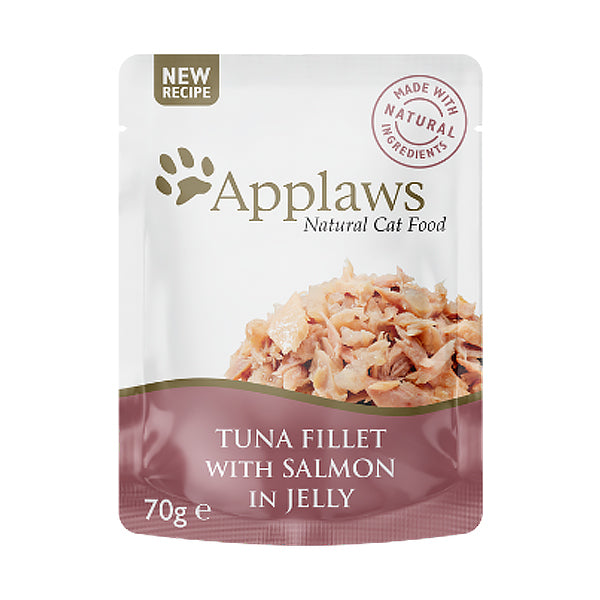 NEW
RECIPE
MADE WITH
NATURAL
INGREDIENTS
Applaws
Natural Cat Food
TUNA FILLET
WITH SALMON
IN JELLY
70g ℮